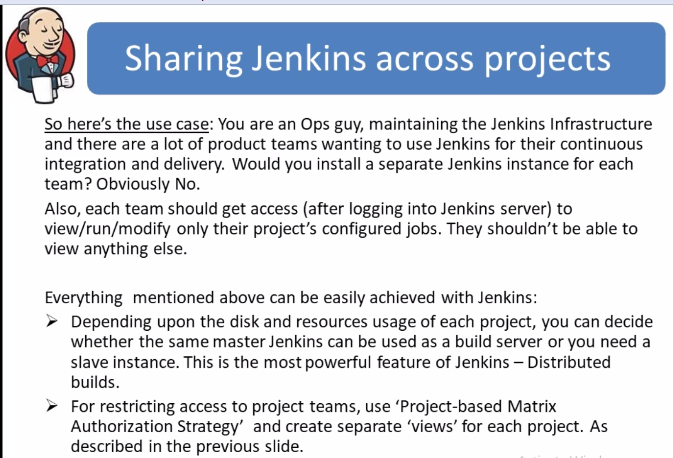 Sharing Jenkins across projects
So here's the use case: You are an Ops guy, maintaining the Jenkins Infrastructure
and there are a lot of product teams wanting to use Jenkins for their continuous
integration and delivery. Would you install a separate Jenkins instance for each
team? Obviously No.
Also, each team should get access (after logging into Jenkins server) to
view/run/modify only their project's configured jobs. They shouldn't be able to
view anything else.
Everything mentioned above can be easily achieved with Jenkins:
➢ Depending upon the disk and resources usage of each project, you can decide
whether the same master Jenkins can be used as a build server or you need a
slave instance. This is the most powerful feature of Jenkins – Distributed
builds.
➢ For restricting access to project teams, use 'Project-based Matrix
Authorization Strategy' and create separate 'views' for each project. As
described in the previous slide.